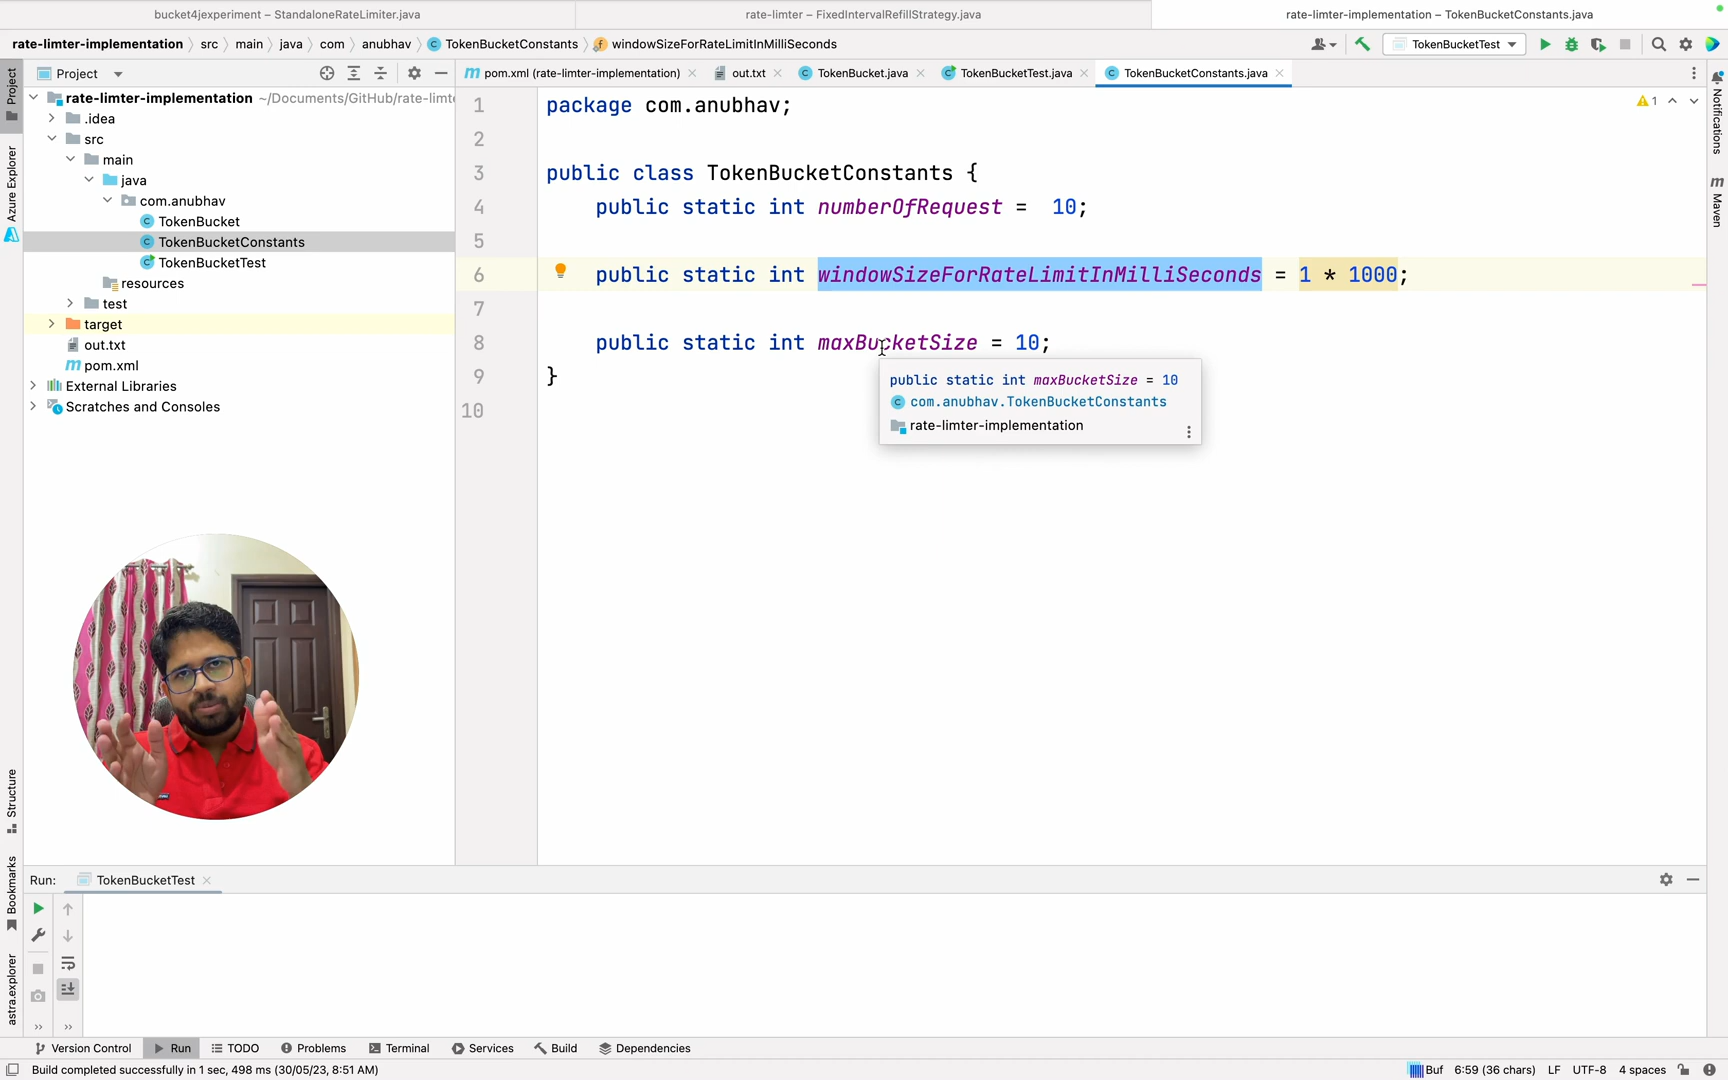 bucket4jexperiment – StandaloneRateLimiter.java
rate-limter – FixedIntervalRefillStrategy.java
rate-limter-implementation – TokenBucketConstants.java
rate-limter-implementation src main java com anubhav TokenBucketConstants windowSizeForRateLimitInMilliSeconds
TokenBucketTest
Project
pom.xml (rate-limter-implementation)
out.txt
TokenBucket.java
TokenBucketTest.java
TokenBucketConstants.java
rate-limter-implementation ~/Documents/GitHub/rate-limte
.idea
src
main
java
com.anubhav
TokenBucket
TokenBucketConstants
TokenBucketTest
resources
test
target
out.txt
pom.xml
External Libraries
Scratches and Consoles
1 package com.anubhav;
2
3 public class TokenBucketConstants {
4 public static int numberOfRequest = 10;
5
6 public static int windowSizeForRateLimitInMilliSeconds = 1 * 1000;
7
8 public static int maxBucketSize = 10;
9 }
10
1
public static int maxBucketSize = 10
com.anubhav.TokenBucketConstants
rate-limter-implementation
Project
Azure Explorer
Structure
Bookmarks
astra.explorer
Notifications
Maven
Run: TokenBucketTest
Version Control Run TODO Problems Terminal Services Build Dependencies
Build completed successfully in 1 sec, 498 ms (30/05/23, 8:51 AM)
Buf 6:59 (36 chars) LF UTF-8 4 spaces